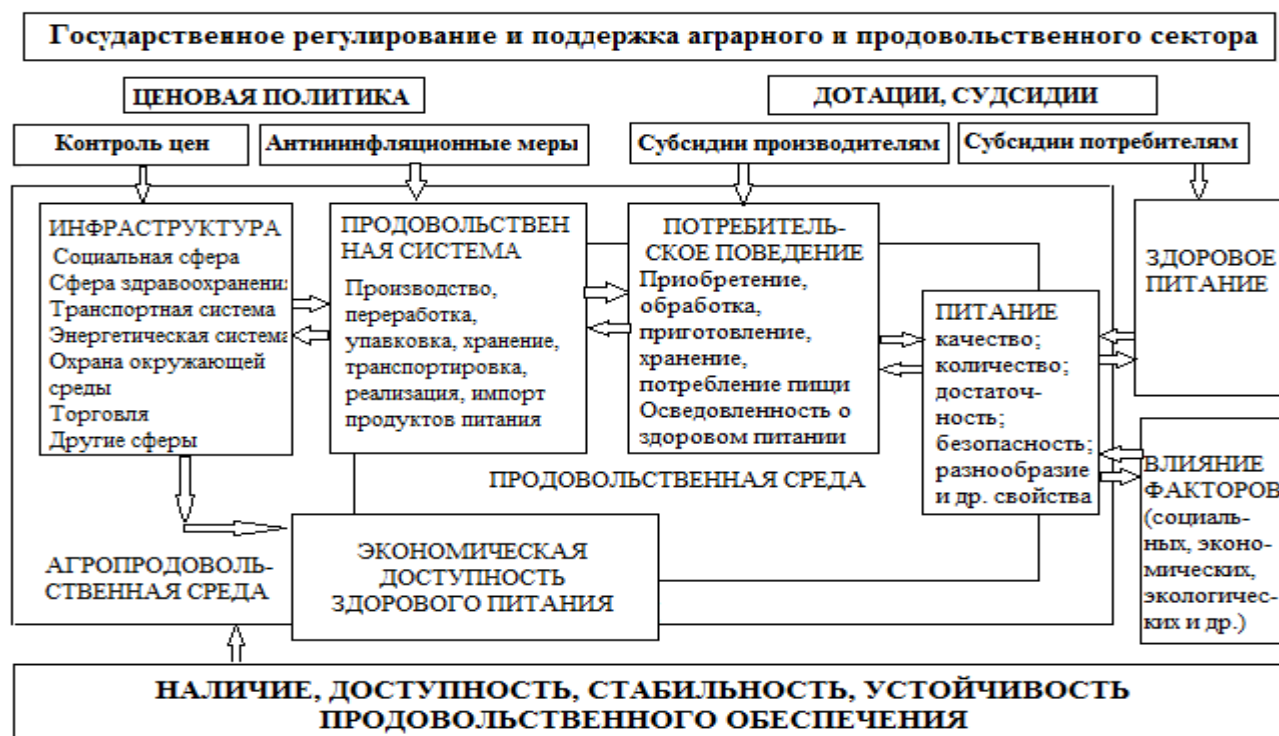 Государственное регулирование и поддержка аграрного и продовольственного сектора
ЦЕНОВАЯ ПОЛИТИКА
ДОТАЦИИ, СУДСИДИИ
Контроль цен
Антииинфляционные меры
Субсидии производителям
Субсидии потребителям
ИНФРАСТРУКТУРА
Социальная сфера
Сфера здравоохранения
Транспортная система
Энергетическая система
Охрана окружающей
среды
Торговля
Другие сферы
ПРОДОВОЛЬСТВЕН
НАЯ СИСТЕМА
Производство,
переработка,
упавковка, хранение,
транспортировка,
реализация, импорт
продуктов питания
ПОТРЕБИТЕЛЬ-
СКОЕ ПОВЕДЕНИЕ
Приобретение,
обработка,
приготовление,
хранение,
потребление пищи
Осведовленность о
здоровом питании
ПИТАНИЕ
качество;
количество;
достаточ-
ность;
безопасность;
разнообразие
и др. свойства
ЗДОРОВОЕ
ПИТАНИЕ
ВЛИЯНИЕ
ФАКТОРОВ
(социаль-
ных, эконо-
мических,
экологичес-
ких и др.)
ПРОДОВОЛЬСТВЕННАЯ СРЕДА
АГРОПРОДОВОЛЬ-
СТВЕННАЯ СРЕДА
ЭКОНОМИЧЕСКАЯ
ДОСТУПНОСТЬ
ЗДОРОВОГО ПИТАНИЯ
НАЛИЧИЕ, ДОСТУПНОСТЬ, СТАБИЛЬНОСТЬ, УСТОЙЧИВОСТЬ
ПРОДОВОЛЬСТВЕННОГО ОБЕСПЕЧЕНИЯ